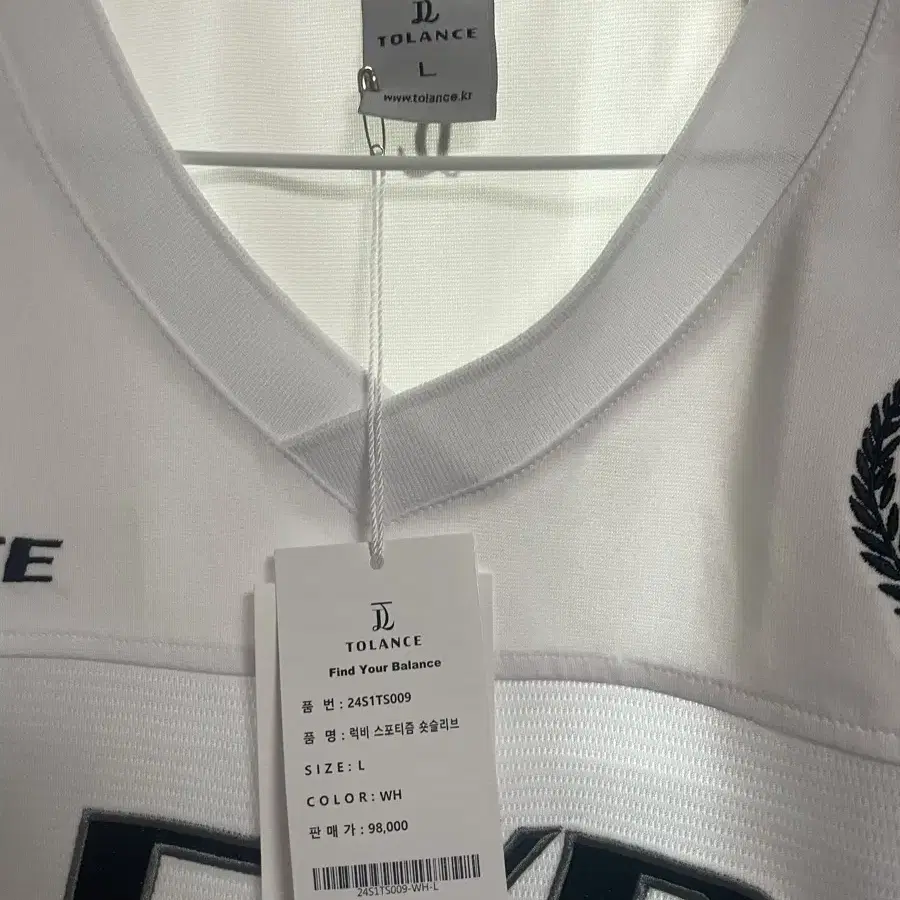 TOLANCE
L
www.tolance.kr
TE
TOLANCE
Find Your Balance
품 번 : 24S1TS009
품 명 : 럭비 스포티즘 숏슬리브
SIZE : L
COLOR : WH
판 매 가 : 98,000
24S1TS009-WH-L